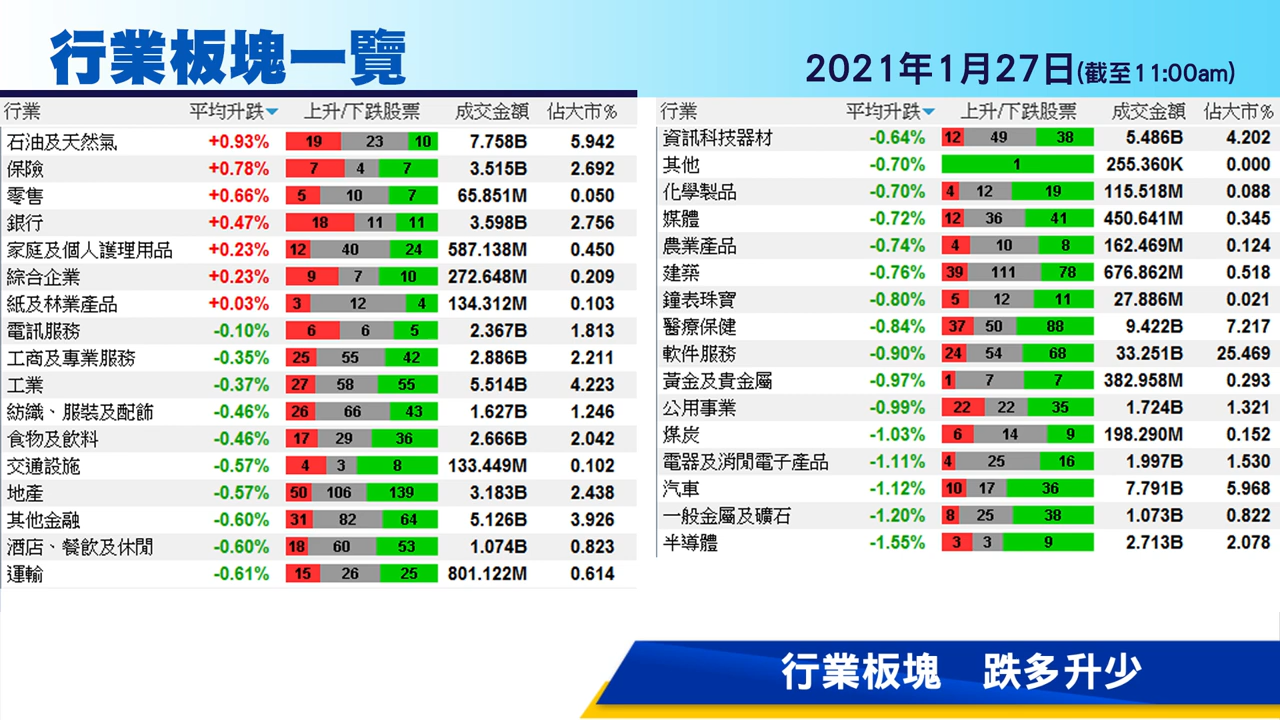 行業板塊一覽
2021年1月27日(截至11:00am)
行業 平均升跌 上升/下跌股票 成交金額 佔大市%
石油及天然氣 +0.93% 19 23 10 7.758B 5.942
保險 +0.78% 7 4 7 3.515B 2.692
零售 +0.66% 5 10 7 65.851M 0.050
銀行 +0.47% 18 11 11 3.598B 2.756
家庭及個人護理用品 +0.23% 12 40 24 587.138M 0.450
綜合企業 +0.23% 9 7 10 272.648M 0.209
紙及林業產品 +0.03% 3 12 4 134.312M 0.103
電訊服務 -0.10% 6 6 5 2.367B 1.813
工商及專業服務 -0.35% 25 55 42 2.886B 2.211
工業 -0.37% 27 58 55 5.514B 4.223
紡織、服裝及配飾 -0.46% 26 66 43 1.627B 1.246
食物及飲料 -0.46% 17 29 36 2.666B 2.042
交通設施 -0.57% 4 3 8 133.449M 0.102
地產 -0.57% 50 106 139 3.183B 2.438
其他金融 -0.60% 31 82 64 5.126B 3.926
酒店、餐飲及休閒 -0.60% 18 60 53 1.074B 0.823
運輸 -0.61% 15 26 25 801.122M 0.614
行業 平均升跌 上升/下跌股票 成交金額 佔大市%
資訊科技器材 -0.64% 12 49 38 5.486B 4.202
其他 -0.70% 1 255.360K 0.000
化學製品 -0.70% 4 12 19 115.518M 0.088
媒體 -0.72% 12 36 41 450.641M 0.345
農業產品 -0.74% 4 10 8 162.469M 0.124
建築 -0.76% 39 111 78 676.862M 0.518
鐘表珠寶 -0.80% 5 12 11 27.886M 0.021
醫療保健 -0.84% 37 50 88 9.422B 7.217
軟件服務 -0.90% 24 54 68 33.251B 25.469
黃金及貴金屬 -0.97% 1 7 7 382.958M 0.293
公用事業 -0.99% 22 22 35 1.724B 1.321
煤炭 -1.03% 6 14 9 198.290M 0.152
電器及消閒電子產品 -1.11% 4 25 16 1.997B 1.530
汽車 -1.12% 10 17 36 7.791B 5.968
一般金屬及礦石 -1.20% 8 25 38 1.073B 0.822
半導體 -1.55% 3 3 9 2.713B 2.078
行業板塊 跌多升少